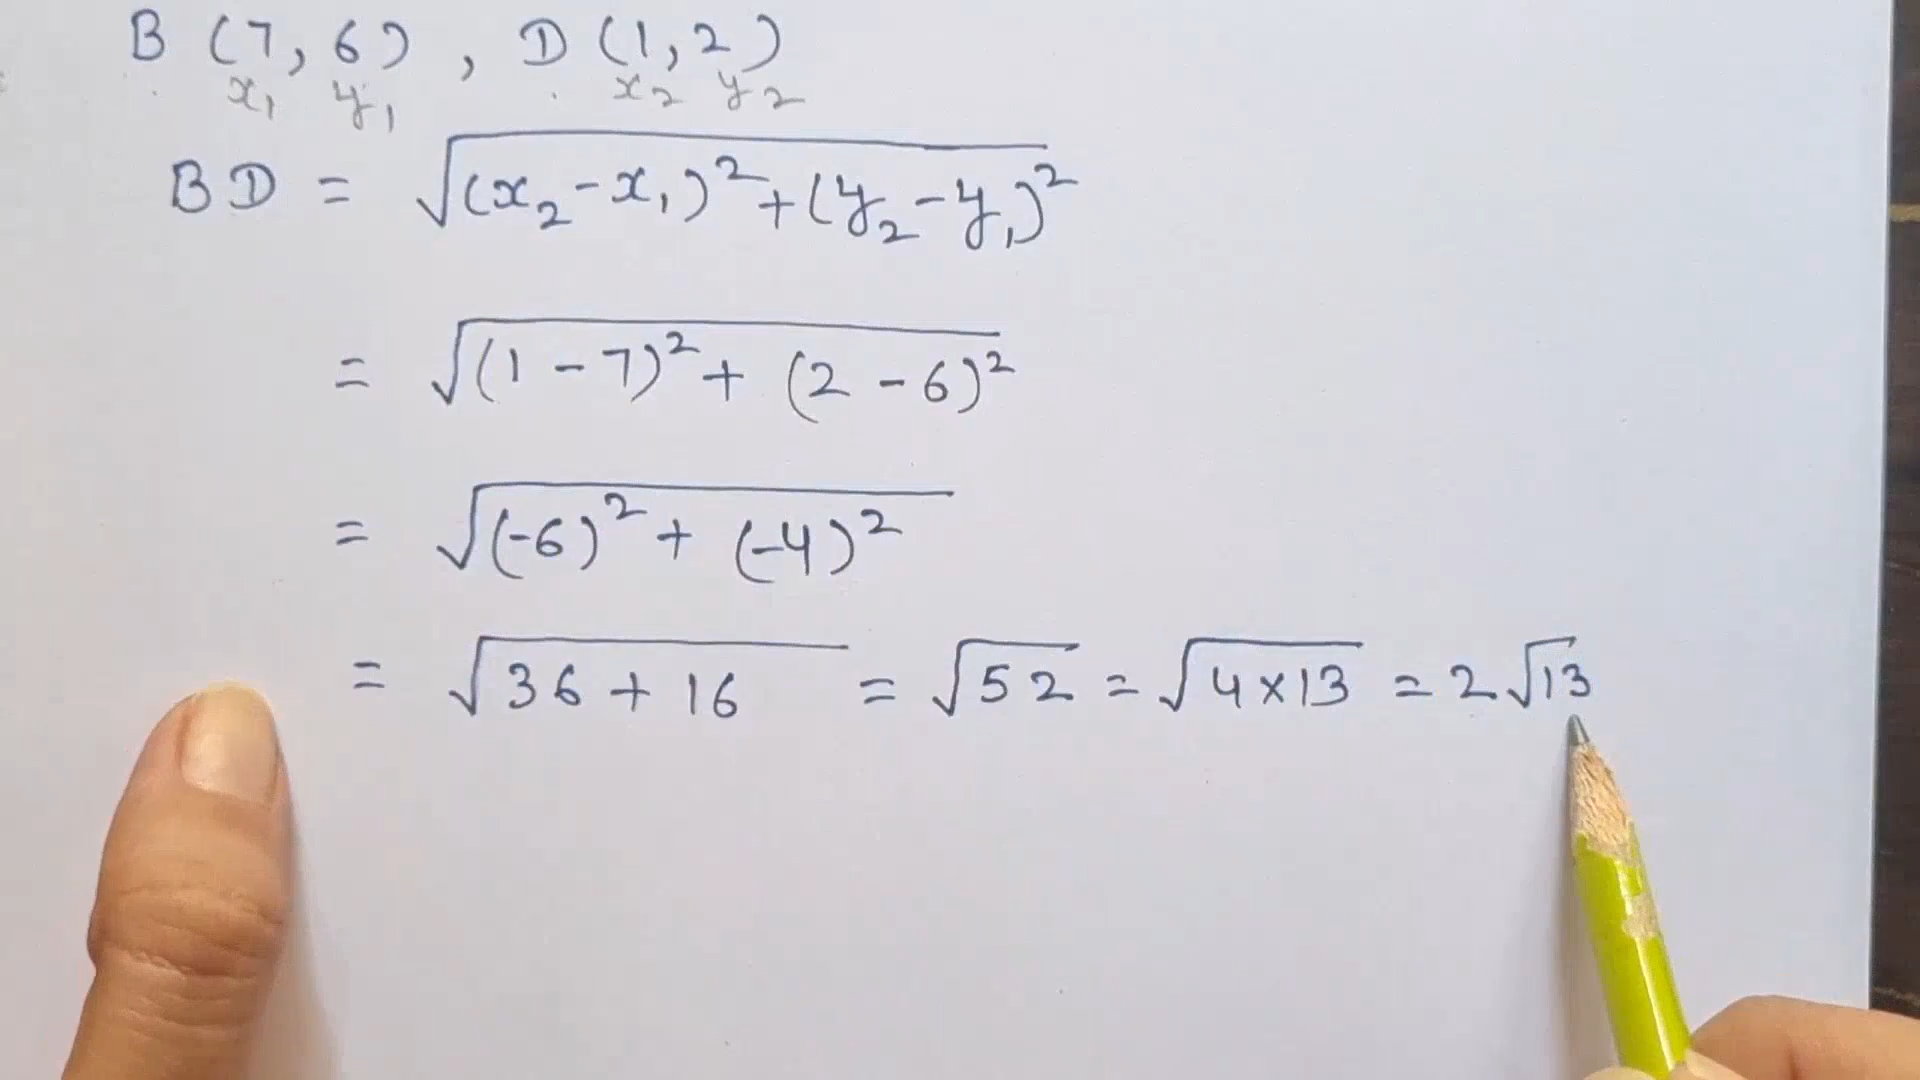 B (7, 6) , D (1, 2)
x₁ y₁ x₂ y₂
BD = √(x₂-x₁)²+(y₂-y₁)²
= √(1-7)²+(2-6)²
= √(-6)²+(-4)²
= √36+16 = √52 = √4×13 = 2√13